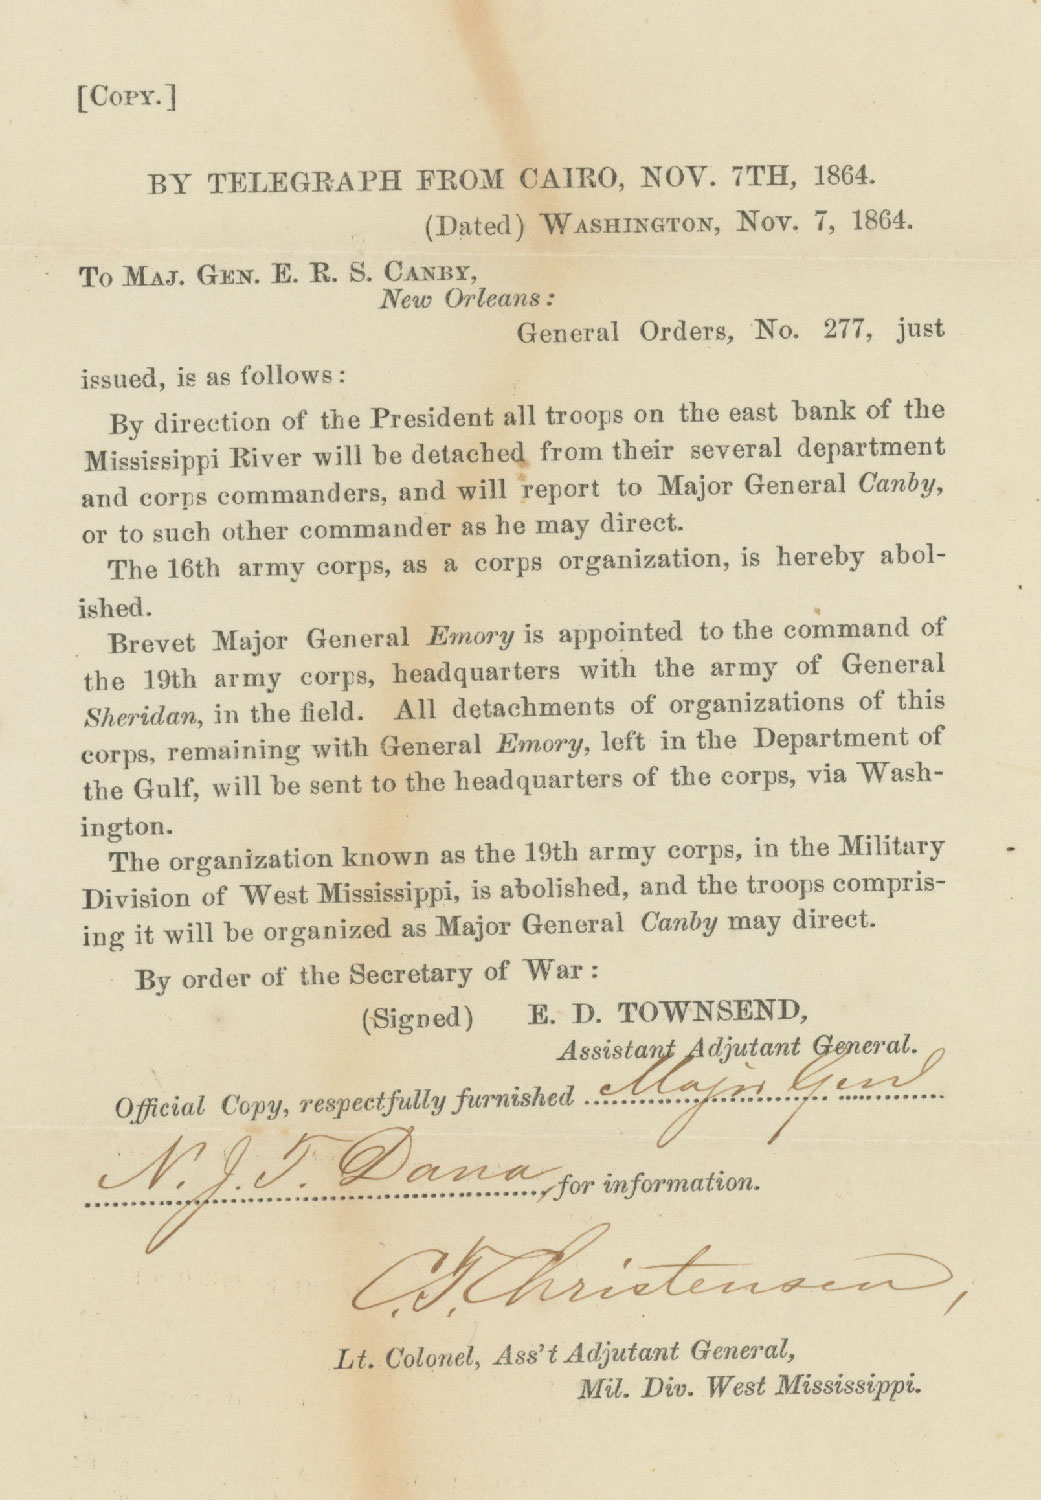 [COPY.]
BY TELEGRAPH FROM CAIRO, NOV. 7TH, 1864.
(Dated) WASHINGTON, NOV. 7, 1864.
TO MAJ. GEN. E. R. S. CANBY,
New Orleans:
General Orders, No. 277, just
issued, is as follows:
By direction of the President all troops on the east bank of the
Mississippi River will be detached from their several department
and corps commanders, and will report to Major General Canby,
or to such other commander as he may direct.
The 16th army corps, as a corps organization, is hereby abol-
ished.
Brevet Major General Emory is appointed to the command of
the 19th army corps, headquarters with the army of General
Sheridan, in the field. All detachments of organizations of this
corps, remaining with General Emory, left in the Department of
the Gulf, will be sent to the headquarters of the corps, via Wash-
ington.
The organization known as the 19th army corps, in the Military
Division of West Mississippi, is abolished, and the troops compris-
ing it will be organized as Major General Canby may direct.
By order of the Secretary of War:
(Signed) E. D. TOWNSEND,
Assistant Adjutant General.
Official Copy, respectfully furnished Major Genl
N. J. T. Dana, for information.
C. T. Christensen,
Lt. Colonel, Ass't Adjutant General,
Mil. Div. West Mississippi.